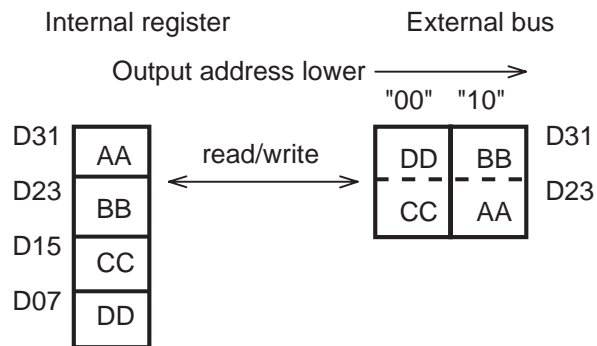 Internal register External bus
Output address lower
"00" "10"
D31 AA read/write DD BB D31
D23 BB CC AA D23
D15 CC
D07 DD